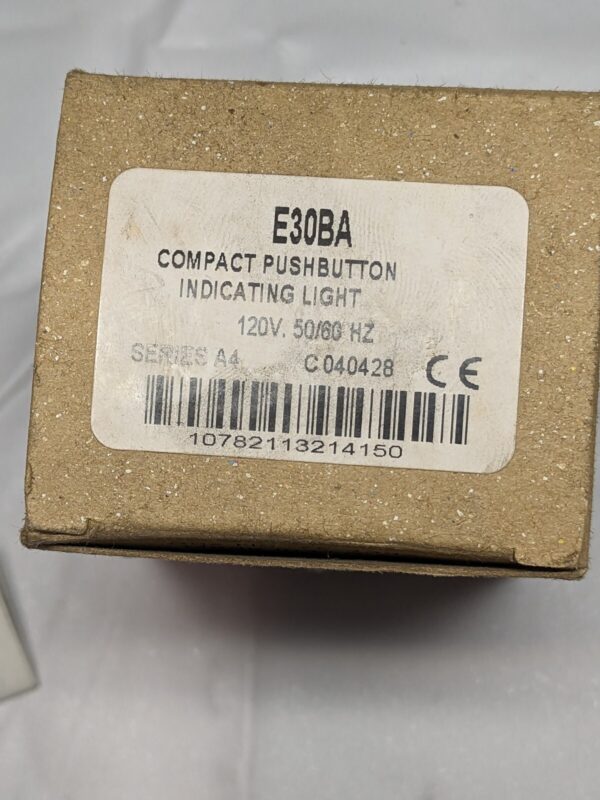 E30BA
COMPACT PUSHBUTTON
INDICATING LIGHT
120V. 50/60 HZ
SERIES A4 C 040428 CE
10782113214150